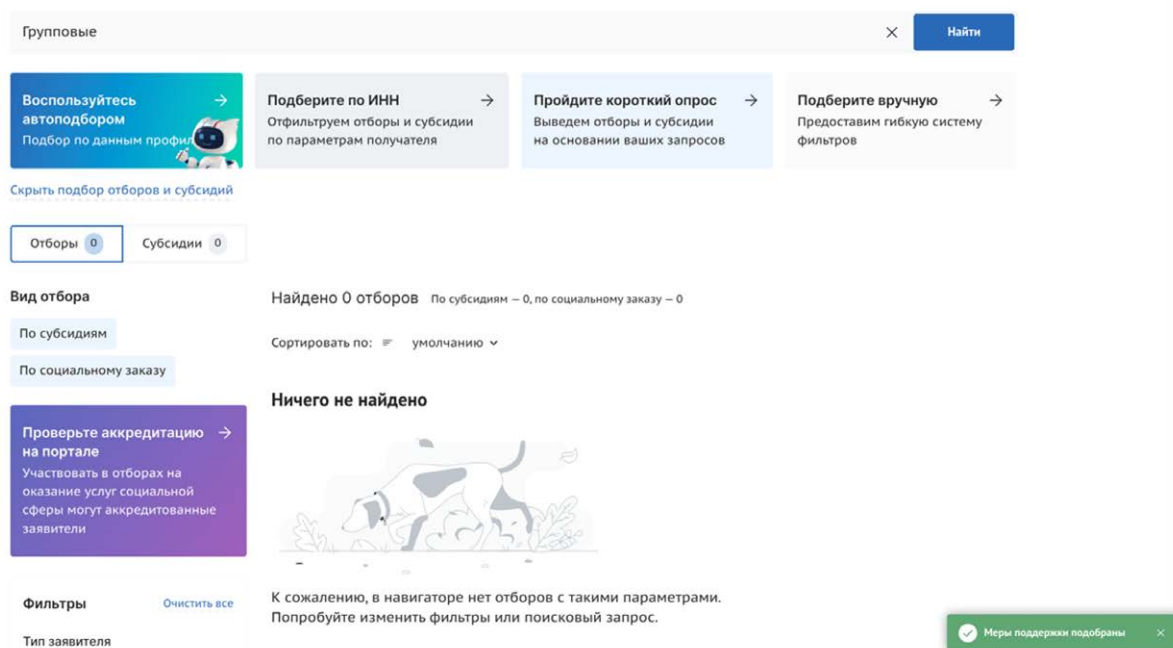 Групповые
Найти
Воспользуйтесь
автоподбором
Подбор по данным
Подберите по ИНН
Отфильтруем отборы и субсидии
по параметрам получателя
Пройдите короткий опрос
Выведем отборы и субсидии
на основании ваших запросов
Подберите вручную
Предоставим гибкую систему
фильтров
Скрыть подбор отборов и субсидий
Отборы 0
Субсидии 0
Вид отбора
По субсидиям
По социальному заказу
Найдено 0 отборов По субсидиям – 0, по социальному заказу – 0
Сортировать по: умолчанию
Ничего не найдено
Проверьте аккредитацию
на портале
Участвовать в отборах на
оказание услуг социальной
сферы могут аккредитованные
заявители
К сожалению, в навигаторе нет отборов с такими параметрами.
Попробуйте изменить фильтры или поисковый запрос.
Фильтры
Очистить все
Тип заявителя
Меры поддержки подобраны